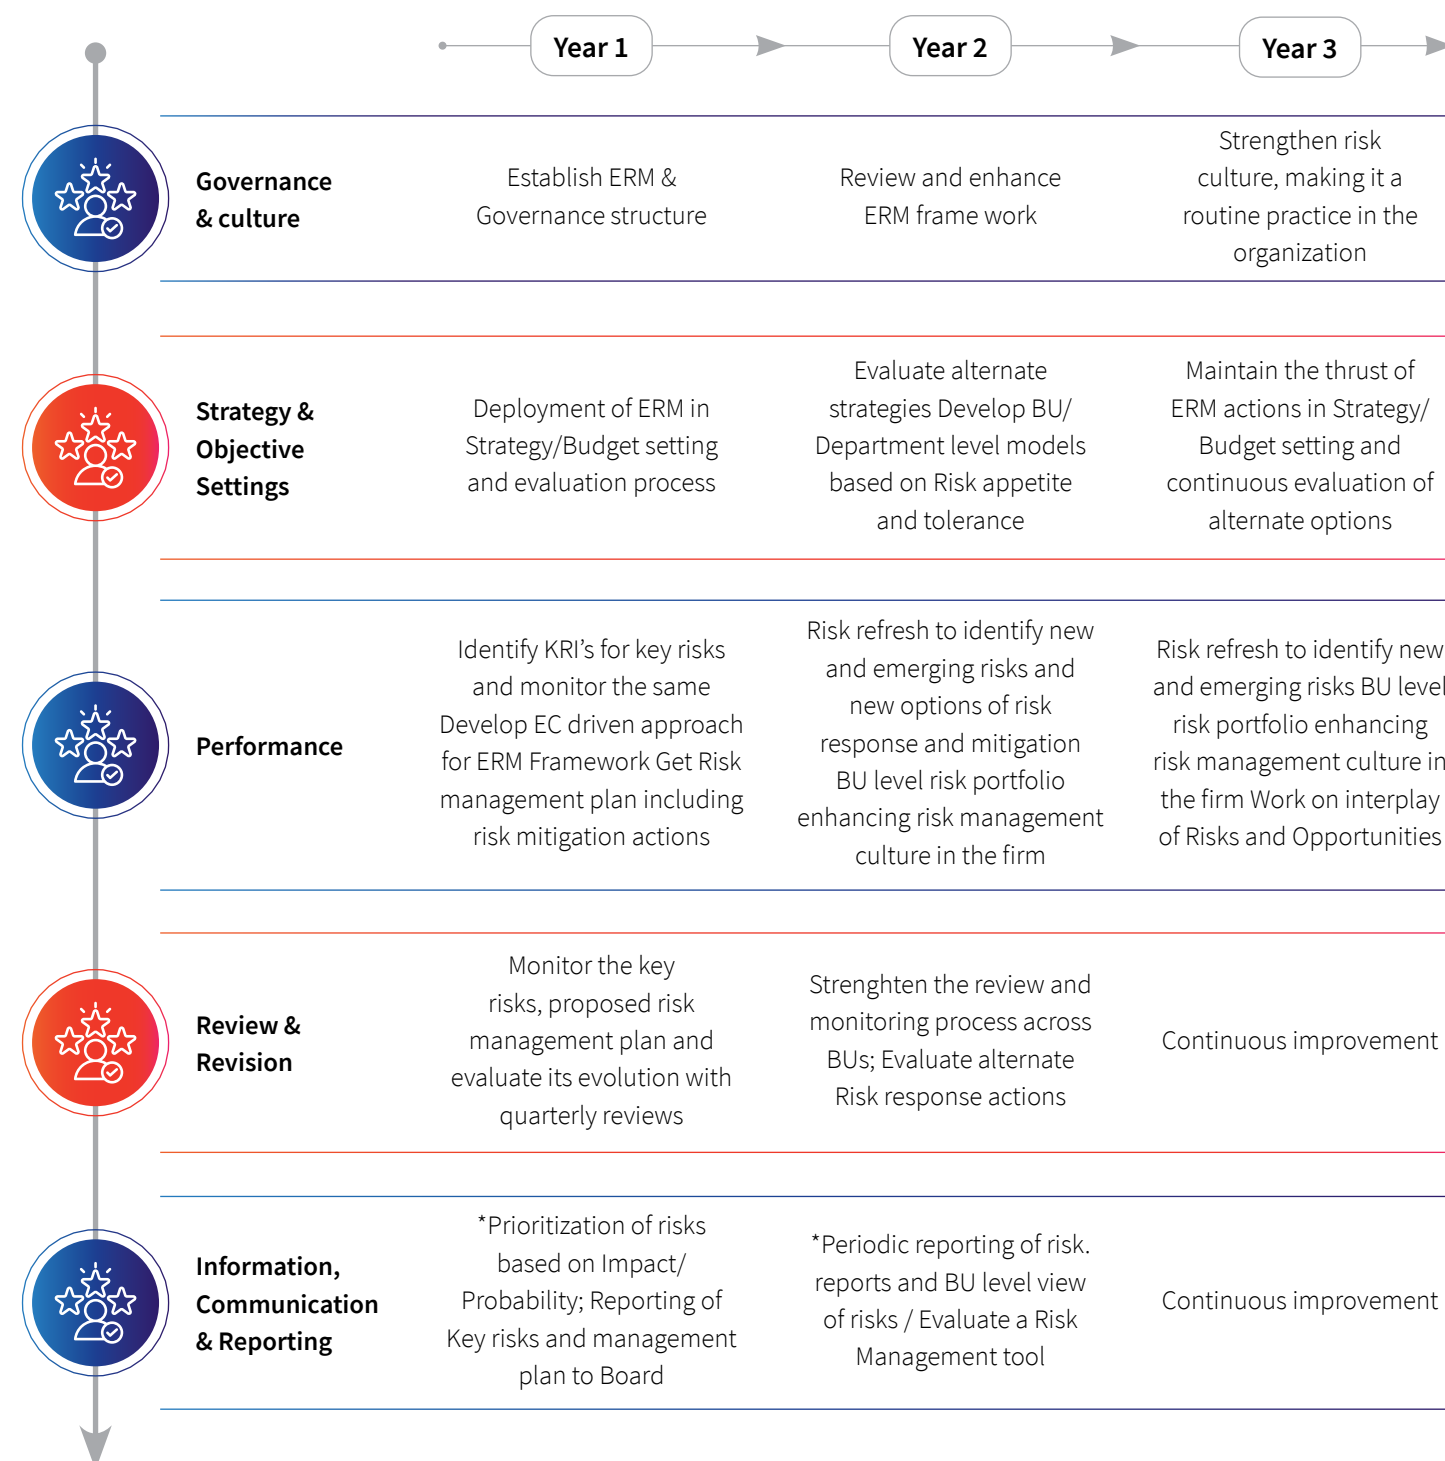 Year 1
Year 2
Year 3
Governance
& culture
Establish ERM &
Governance structure
Review and enhance
ERM frame work
Strengthen risk
culture, making it a
routine practice in the
organization
Strategy &
Objective
Settings
Deployment of ERM in
Strategy/Budget setting
and evaluation process
Evaluate alternate
strategies Develop BU/
Department level models
based on Risk appetite
and tolerance
Maintain the thrust of
ERM actions in Strategy/
Budget setting and
continuous evaluation of
alternate options
Performance
Identify KRI’s for key risks
and monitor the same
Develop EC driven approach
for ERM Framework Get Risk
management plan including
risk mitigation actions
Risk refresh to identify new
and emerging risks and
new options of risk
response and mitigation
BU level risk portfolio
enhancing risk management
culture in the firm
Risk refresh to identify new
and emerging risks BU level
risk portfolio enhancing
risk management culture in
the firm Work on interplay
of Risks and Opportunities
Review &
Revision
Monitor the key
risks, proposed risk
management plan and
evaluate its evolution with
quarterly reviews
Strenghten the review and
monitoring process across
BUs; Evaluate alternate
Risk response actions
Continuous improvement
Information,
Communication
& Reporting
*Prioritization of risks
based on Impact/
Probability; Reporting of
Key risks and management
plan to Board
*Periodic reporting of risk.
reports and BU level view
of risks / Evaluate a Risk
Management tool
Continuous improvement